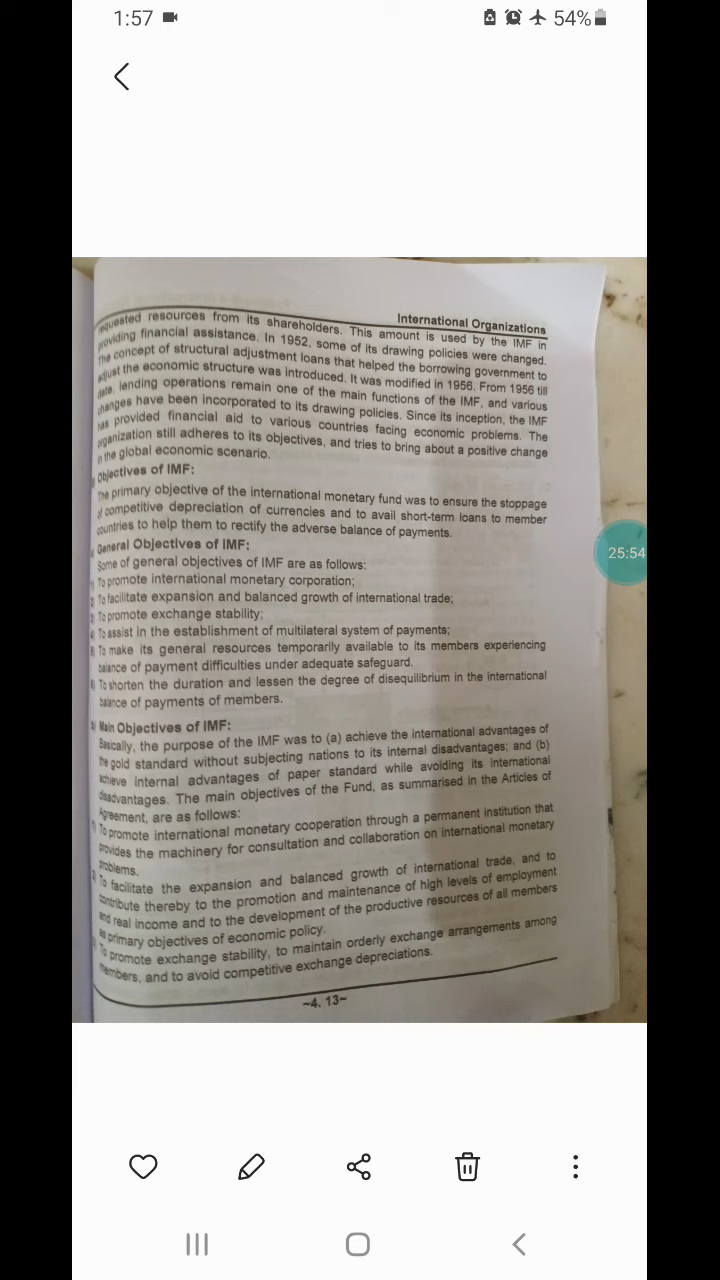 1:57
54%
International Organizations
requested resources from its shareholders. This amount is used by the IMF in
providing financial assistance. In 1952, some of its drawing policies were changed.
The concept of structural adjustment loans that helped the borrowing government to
adjust the economic structure was introduced. It was modified in 1956. From 1956 till
date, lending operations remain one of the main functions of the IMF, and various
changes have been incorporated to its drawing policies. Since its inception, the IMF
has provided financial aid to various countries facing economic problems. The
organization still adheres to its objectives, and tries to bring about a positive change
in the global economic scenario.
Objectives of IMF:
The primary objective of the international monetary fund was to ensure the stoppage
of competitive depreciation of currencies and to avail short-term loans to member
countries to help them to rectify the adverse balance of payments.
General Objectives of IMF:
Some of general objectives of IMF are as follows:
1) To promote international monetary corporation;
2) To facilitate expansion and balanced growth of international trade;
3) To promote exchange stability;
4) To assist in the establishment of multilateral system of payments;
5) To make its general resources temporarily available to its members experiencing
balance of payment difficulties under adequate safeguard.
6) To shorten the duration and lessen the degree of disequilibrium in the international
balance of payments of members.
Main Objectives of IMF:
Basically, the purpose of the IMF was to (a) achieve the international advantages of
the gold standard without subjecting nations to its internal disadvantages; and (b)
achieve internal advantages of paper standard while avoiding its international
disadvantages. The main objectives of the Fund, as summarised in the Articles of
Agreement, are as follows:
To promote international monetary cooperation through a permanent institution that
provides the machinery for consultation and collaboration on international monetary
problems.
To facilitate the expansion and balanced growth of international trade, and to
contribute thereby to the promotion and maintenance of high levels of employment
and real income and to the development of the productive resources of all members
as primary objectives of economic policy.
To promote exchange stability, to maintain orderly exchange arrangements among
members, and to avoid competitive exchange depreciations.
~4. 13~
25:54